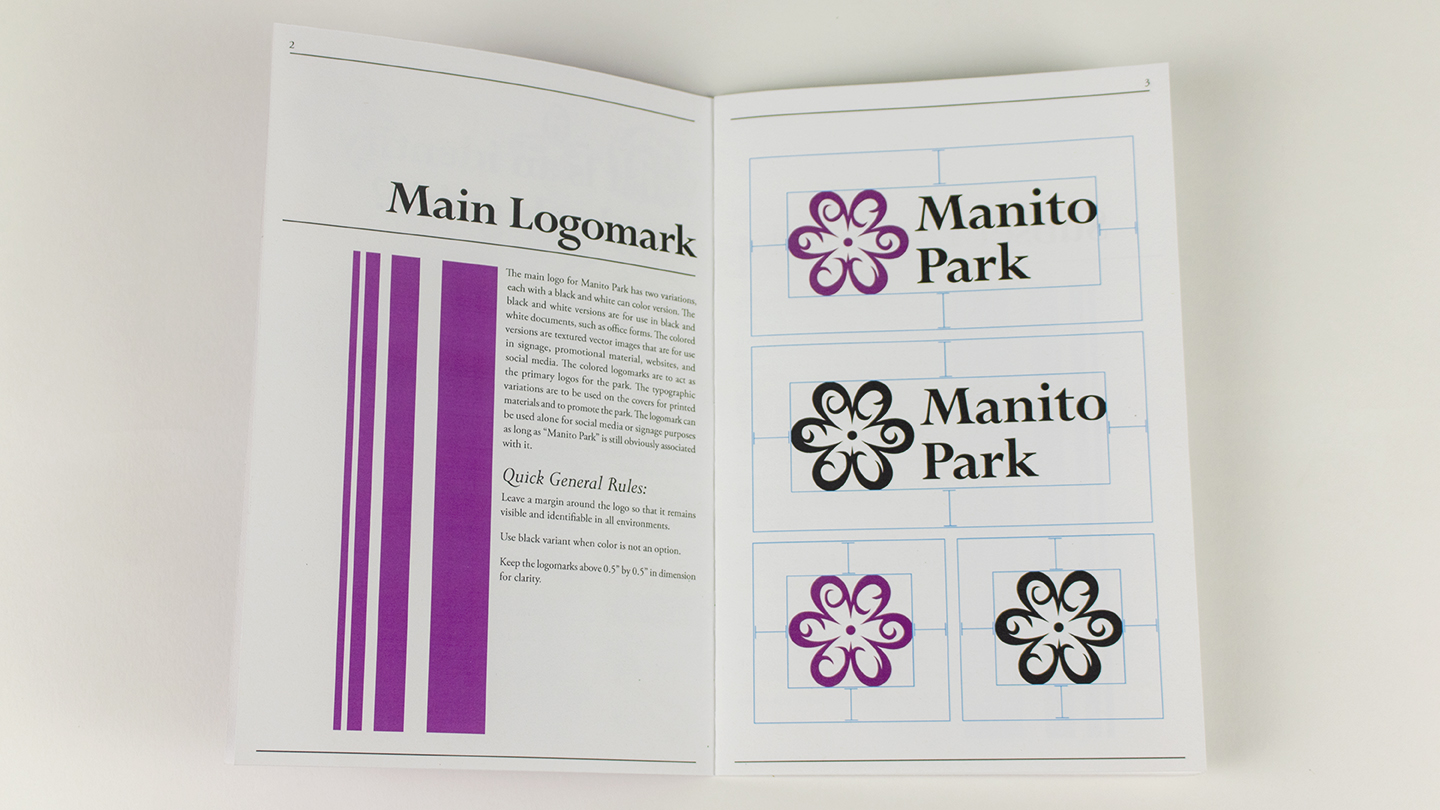 2
Main Logomark
The main logo for Manito Park has two variations,
each with a black and white can color version. The
black and white versions are for use in black and
white documents, such as office forms. The colored
versions are textured vector images that are for use
in signage, promotional material, websites, and
social media. The colored logomarks are to act as
the primary logos for the park. The typographic
variations are to be used on the covers for printed
materials and to promote the park. The logomark can
be used alone for social media or signage purposes
as long as “Manito Park” is still obviously associated
with it.
Quick General Rules:
Leave a margin around the logo so that it remains
visible and identifiable in all environments.
Use black variant when color is not an option.
Keep the logomarks above 0.5” by 0.5” in dimension
for clarity.
3
Manito
Park
Manito
Park